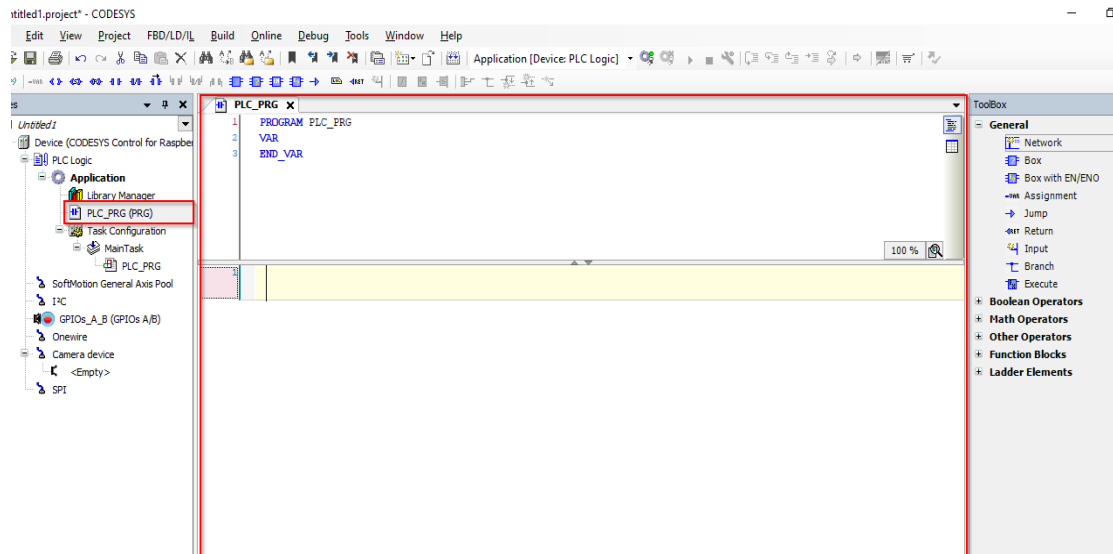 ntitled1.project* - CODESYS
Edit View Project FBD/LD/IL Build Online Debug Tools Window Help
Application [Device: PLC Logic]
PLC_PRG X
ToolBox
Untitled1
Device (CODESYS Control for Raspber
PLC Logic
Application
Library Manager
PLC_PRG (PRG)
Task Configuration
MainTask
PLC_PRG
SoftMotion General Axis Pool
I²C
GPIOs_A_B (GPIOs A/B)
Onewire
Camera device
<Empty>
SPI
1 PROGRAM PLC_PRG
2 VAR
3 END_VAR
100 %
1
General
Network
Box
Box with EN/ENO
Assignment
Jump
Return
Input
Branch
Execute
Boolean Operators
Math Operators
Other Operators
Function Blocks
Ladder Elements